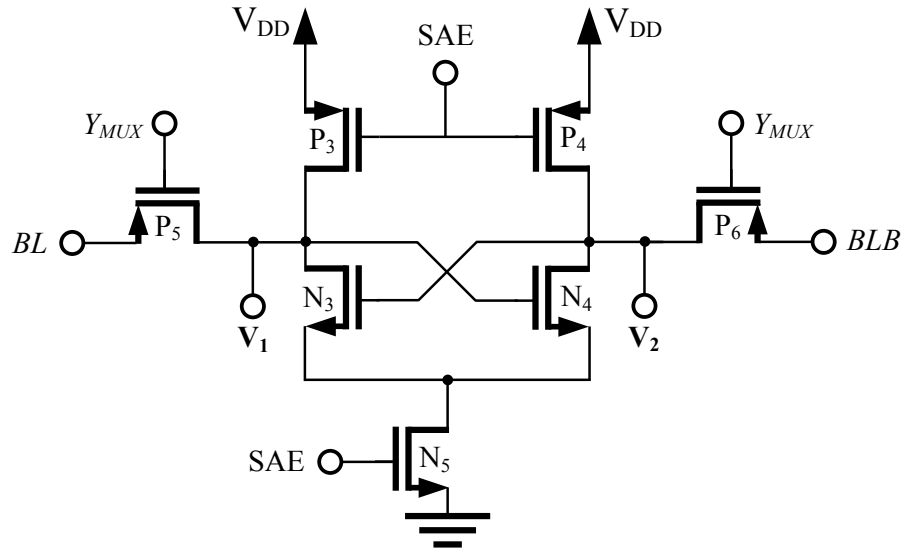 V_DD SAE V_DD
Y_MUX P_3 P_4 Y_MUX
BL P_5 P_6 BLB
N_3 N_4
V_1 V_2
SAE N_5